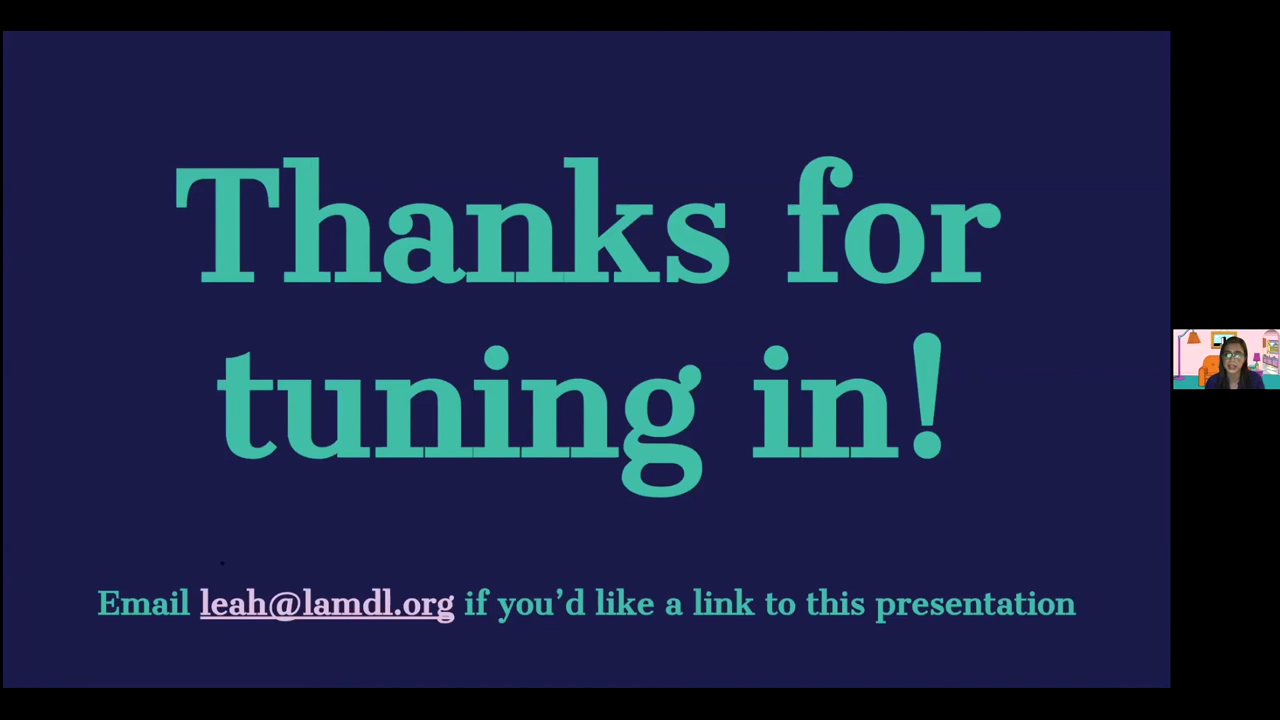 Thanks for
tuning in!
Email leah@lamdl.org if you’d like a link to this presentation